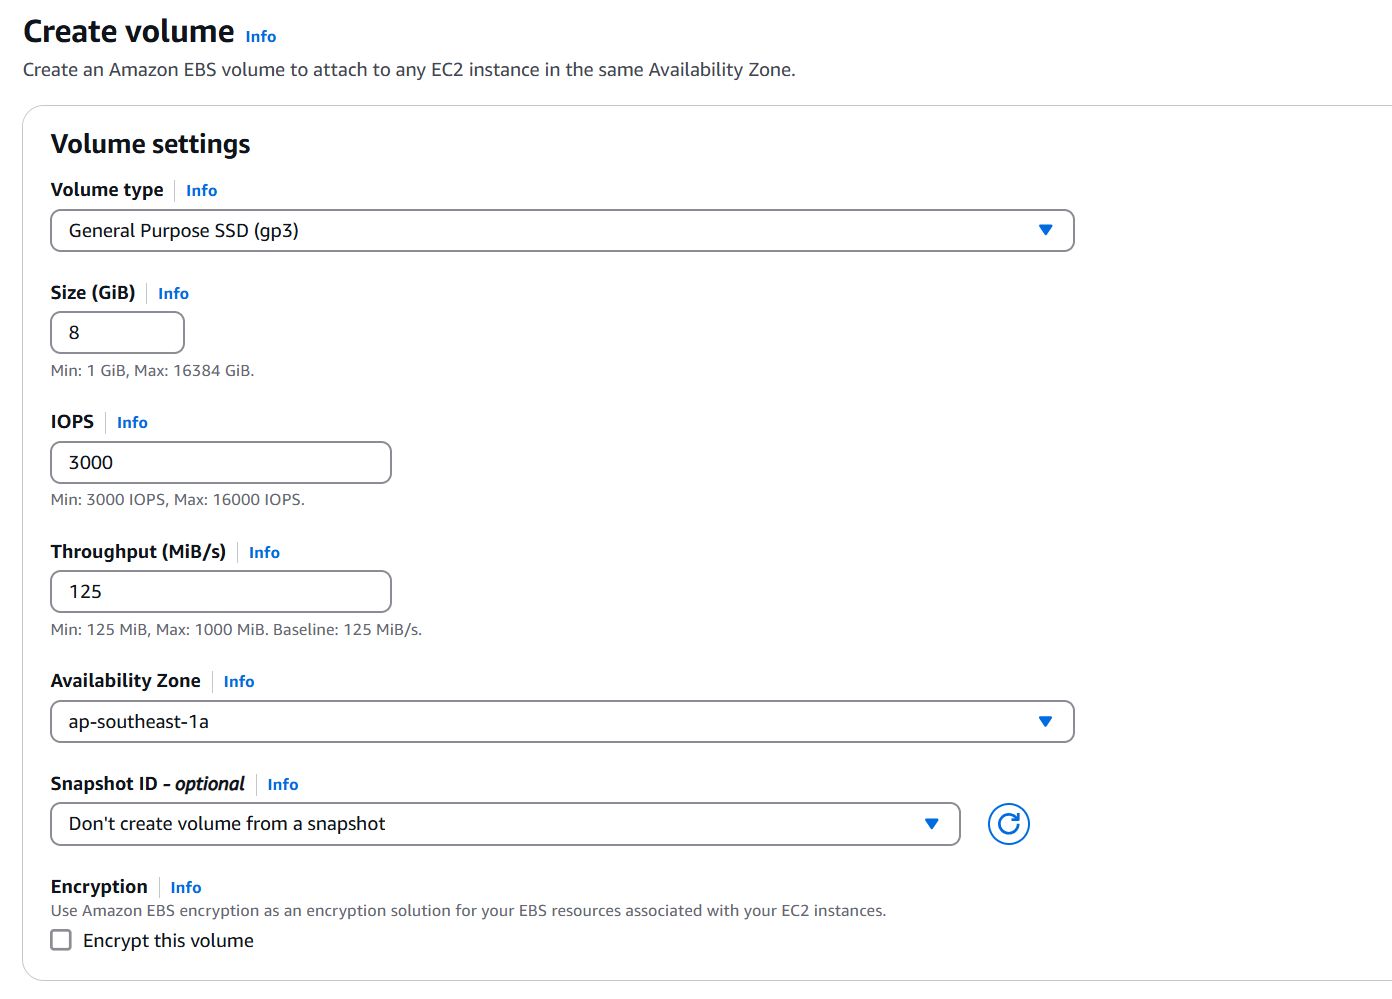 Create volume Info
Create an Amazon EBS volume to attach to any EC2 instance in the same Availability Zone.
Volume settings
Volume type Info
General Purpose SSD (gp3)
Size (GiB) Info
8
Min: 1 GiB, Max: 16384 GiB.
IOPS Info
3000
Min: 3000 IOPS, Max: 16000 IOPS.
Throughput (MiB/s) Info
125
Min: 125 MiB, Max: 1000 MiB. Baseline: 125 MiB/s.
Availability Zone Info
ap-southeast-1a
Snapshot ID - optional Info
Don't create volume from a snapshot
Encryption Info
Use Amazon EBS encryption as an encryption solution for your EBS resources associated with your EC2 instances.
Encrypt this volume